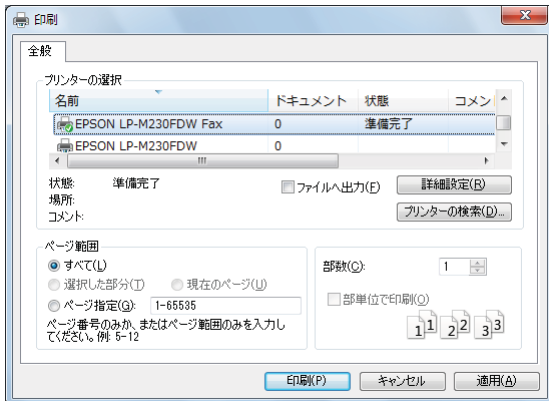 印刷
全般
プリンターの選択
名前 ドキュメント 状態 コメン
EPSON LP-M230FDW Fax 0 準備完了
EPSON LP-M230FDW 0
状態: 準備完了
場所:
コメント:
ファイルへ出力(F)
詳細設定(R)
プリンターの検索(D)...
ページ範囲
すべて(L)
選択した部分(T) 現在のページ(U)
ページ指定(G): 1-65535
ページ番号のみか、またはページ範囲のみを入力し
てください。例: 5-12
部数(C): 1
部単位で印刷(O)
1 1 2 2 3 3
印刷(P) キャンセル 適用(A)